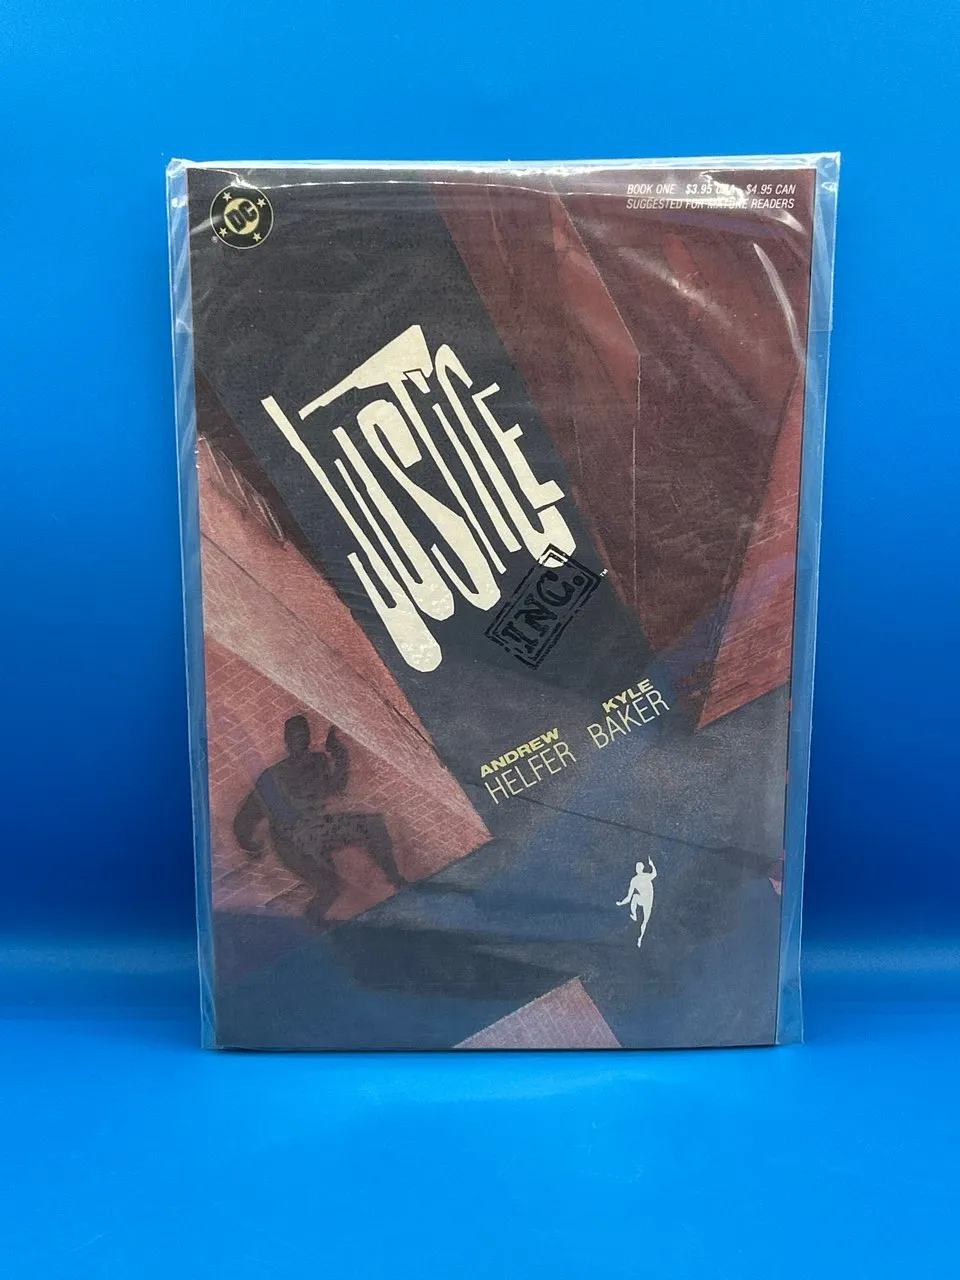 DC
®
BOOK ONE $3.95 USA $4.95 CAN
SUGGESTED FOR MATURE READERS
JUSTICE
INC.™
ANDREW
HELFER
KYLE
BAKER